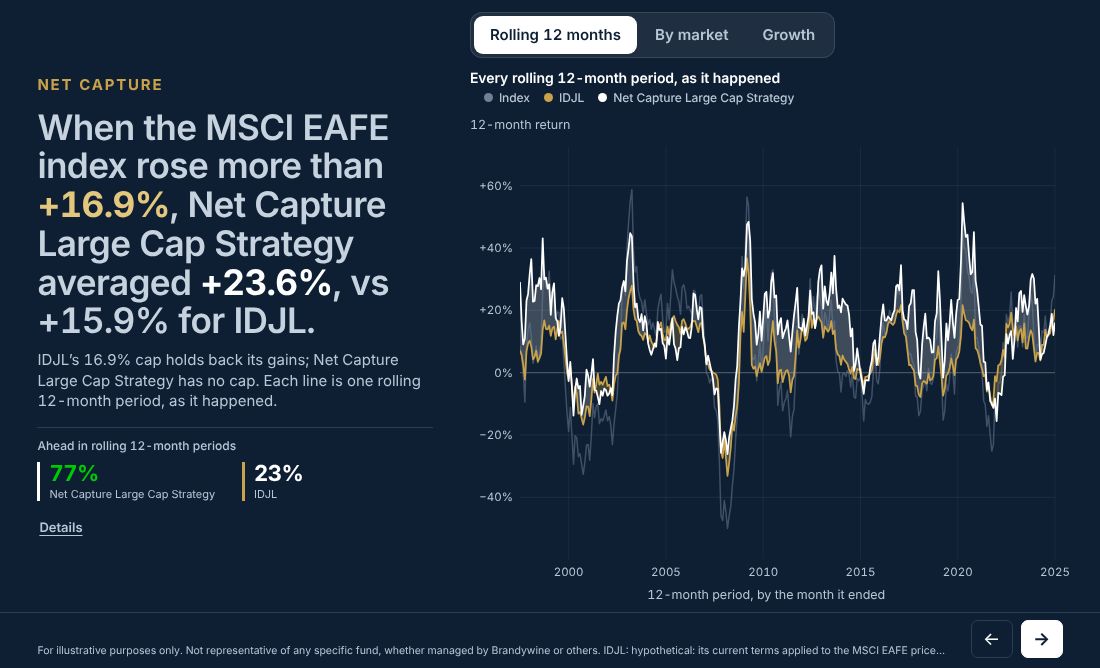 Rolling 12 months
By market
Growth
NET CAPTURE
When the MSCI EAFE
index rose more than
+16.9%, Net Capture
Large Cap Strategy
averaged +23.6%, vs
+15.9% for IDJL.
IDJL's 16.9% cap holds back its gains; Net Capture
Large Cap Strategy has no cap. Each line is one rolling
12-month period, as it happened.
Ahead in rolling 12-month periods
77%
Net Capture Large Cap Strategy
23%
IDJL
Details
Every rolling 12-month period, as it happened
Index
IDJL
Net Capture Large Cap Strategy
12-month return
+60%
+40%
+20%
0%
−20%
−40%
2000
2005
2010
2015
2020
2025
12-month period, by the month it ended
For illustrative purposes only. Not representative of any specific fund, whether managed by Brandywine or others. IDJL: hypothetical: its current terms applied to the MSCI EAFE price...